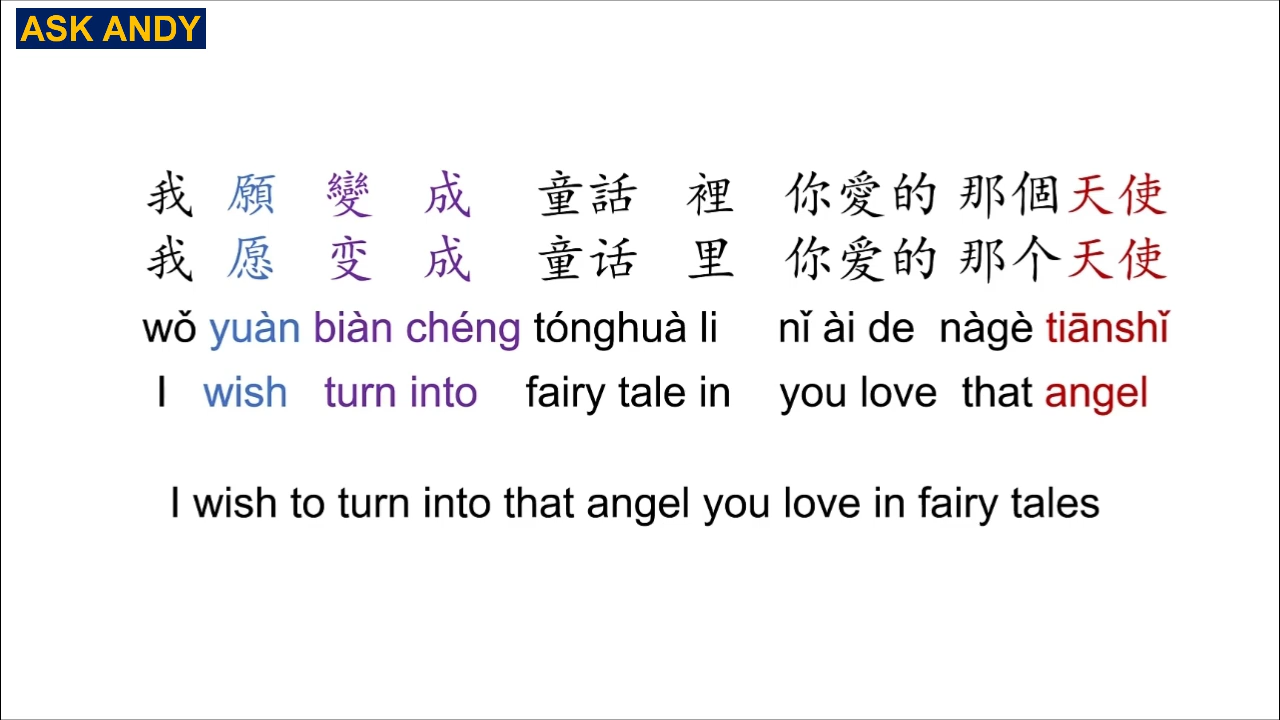 ASK ANDY
我 願 變 成 童話 裡 你愛的 那個天使
我 愿 变 成 童话 里 你爱的 那个天使
wǒ yuàn biàn chéng tónghuà li nǐ ài de nàgè tiānshǐ
I wish turn into fairy tale in you love that angel
I wish to turn into that angel you love in fairy tales